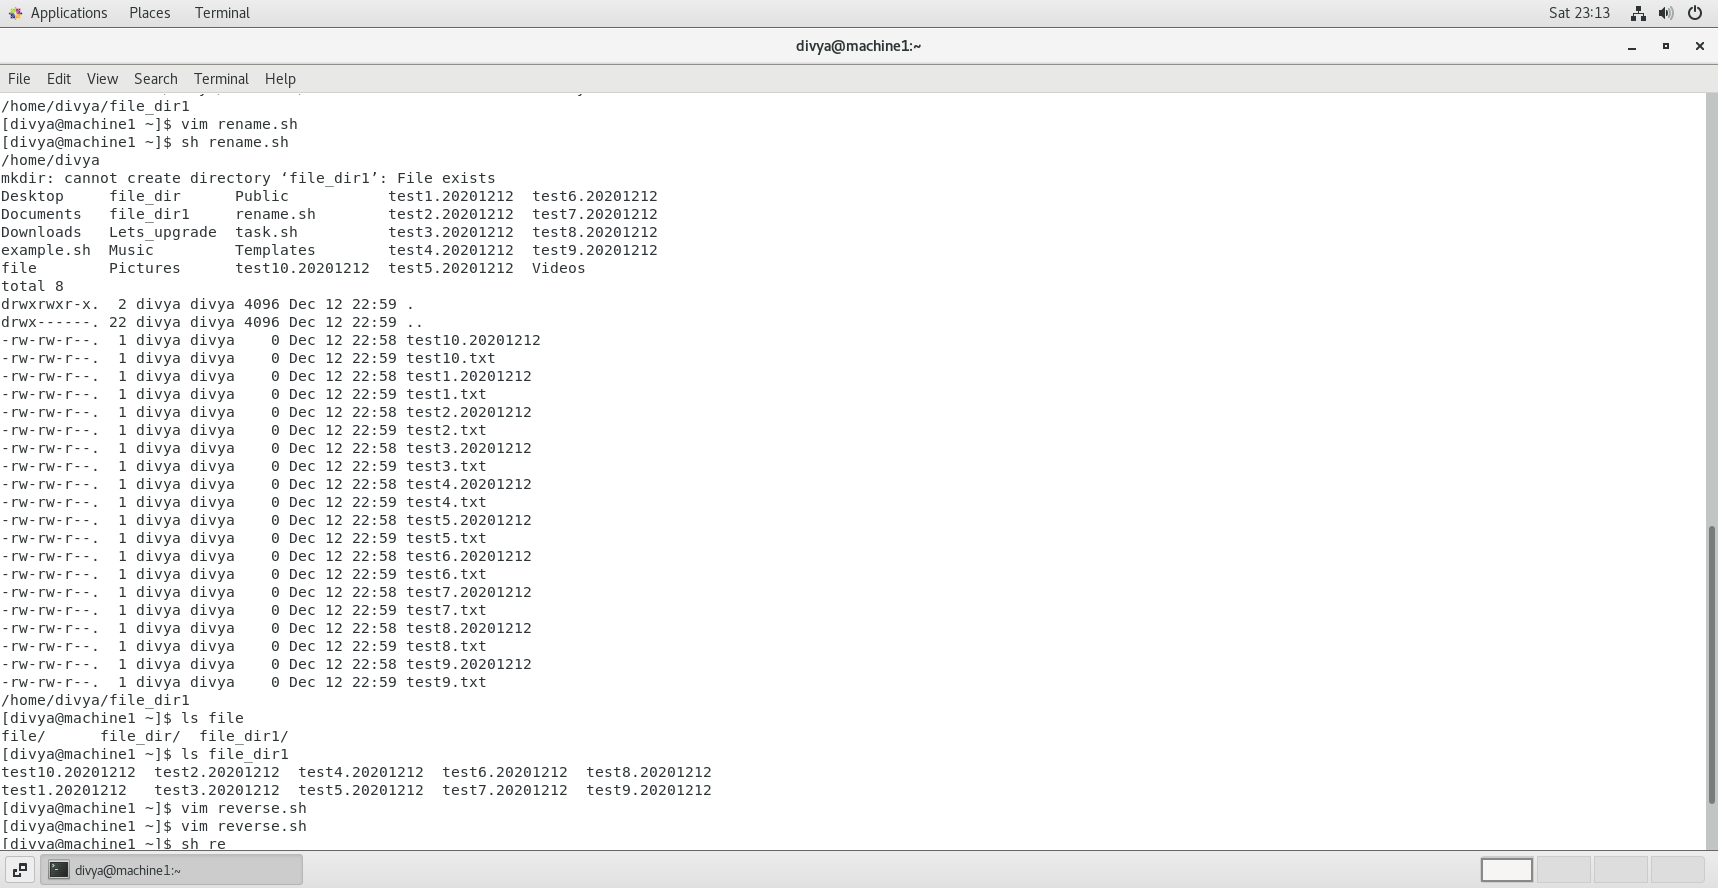 Applications Places Terminal Sat 23:13
divya@machine1:~
File Edit View Search Terminal Help
/home/divya/file_dir1
[divya@machine1 ~]$ vim rename.sh
[divya@machine1 ~]$ sh rename.sh
/home/divya
mkdir: cannot create directory ‘file_dir1’: File exists
Desktop     file_dir      Public           test1.20201212  test6.20201212
Documents   file_dir1     rename.sh        test2.20201212  test7.20201212
Downloads   Lets_upgrade  task.sh          test3.20201212  test8.20201212
example.sh  Music         Templates        test4.20201212  test9.20201212
file        Pictures      test10.20201212  test5.20201212  Videos
total 8
drwxrwxr-x.  2 divya divya 4096 Dec 12 22:59 .
drwx------. 22 divya divya 4096 Dec 12 22:59 ..
-rw-rw-r--.  1 divya divya    0 Dec 12 22:58 test10.20201212
-rw-rw-r--.  1 divya divya    0 Dec 12 22:59 test10.txt
-rw-rw-r--.  1 divya divya    0 Dec 12 22:58 test1.20201212
-rw-rw-r--.  1 divya divya    0 Dec 12 22:59 test1.txt
-rw-rw-r--.  1 divya divya    0 Dec 12 22:58 test2.20201212
-rw-rw-r--.  1 divya divya    0 Dec 12 22:59 test2.txt
-rw-rw-r--.  1 divya divya    0 Dec 12 22:58 test3.20201212
-rw-rw-r--.  1 divya divya    0 Dec 12 22:59 test3.txt
-rw-rw-r--.  1 divya divya    0 Dec 12 22:58 test4.20201212
-rw-rw-r--.  1 divya divya    0 Dec 12 22:59 test4.txt
-rw-rw-r--.  1 divya divya    0 Dec 12 22:58 test5.20201212
-rw-rw-r--.  1 divya divya    0 Dec 12 22:59 test5.txt
-rw-rw-r--.  1 divya divya    0 Dec 12 22:58 test6.20201212
-rw-rw-r--.  1 divya divya    0 Dec 12 22:59 test6.txt
-rw-rw-r--.  1 divya divya    0 Dec 12 22:58 test7.20201212
-rw-rw-r--.  1 divya divya    0 Dec 12 22:59 test7.txt
-rw-rw-r--.  1 divya divya    0 Dec 12 22:58 test8.20201212
-rw-rw-r--.  1 divya divya    0 Dec 12 22:59 test8.txt
-rw-rw-r--.  1 divya divya    0 Dec 12 22:58 test9.20201212
-rw-rw-r--.  1 divya divya    0 Dec 12 22:59 test9.txt
/home/divya/file_dir1
[divya@machine1 ~]$ ls file
file/      file_dir/  file_dir1/
[divya@machine1 ~]$ ls file_dir1
test10.20201212  test2.20201212  test4.20201212  test6.20201212  test8.20201212
test1.20201212   test3.20201212  test5.20201212  test7.20201212  test9.20201212
[divya@machine1 ~]$ vim reverse.sh
[divya@machine1 ~]$ vim reverse.sh
[divya@machine1 ~]$ sh re
divya@machine1:~